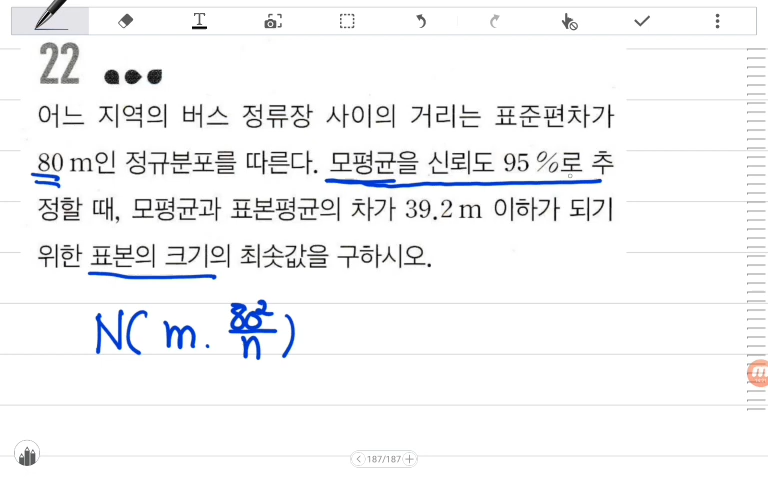 T
22
어느 지역의 버스 정류장 사이의 거리는 표준편차가
80 m인 정규분포를 따른다. 모평균을 신뢰도 95 %로 추
정할 때, 모평균과 표본평균의 차가 39.2 m 이하가 되기
위한 표본의 크기의 최솟값을 구하시오.
N( m . 80²/n )
187/187